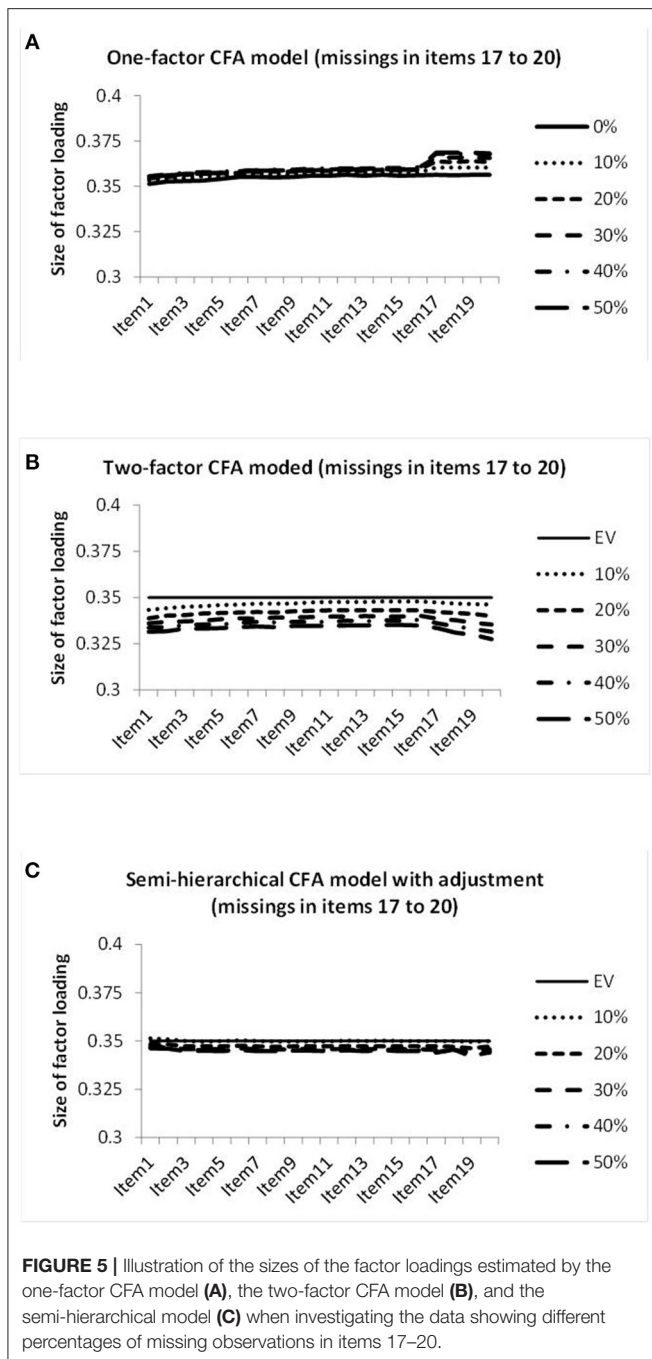 A
One-factor CFA model (missings in items 17 to 20)
Size of factor loading
0.4
0.375
0.35
0.325
0.3
Item1
Item3
Item5
Item7
Item9
Item11
Item13
Item15
Item17
Item19
0%
10%
20%
30%
40%
50%
B
Two-factor CFA moded (missings in items 17 to 20)
Size of factor loading
0.4
0.375
0.35
0.325
0.3
Item1
Item3
Item5
Item7
Item9
Item11
Item13
Item15
Item17
Item19
EV
10%
20%
30%
40%
50%
C
Semi-hierarchical CFA model with adjustment
(missings in items 17 to 20)
Size of factor loading
0.4
0.375
0.35
0.325
0.3
Item1
Item3
Item5
Item7
Item9
Item11
Item13
Item15
Item17
Item19
EV
10%
20%
30%
40%
50%
FIGURE 5 | Illustration of the sizes of the factor loadings estimated by the
one-factor CFA model (A), the two-factor CFA model (B), and the
semi-hierarchical model (C) when investigating the data showing different
percentages of missing observations in items 17–20.